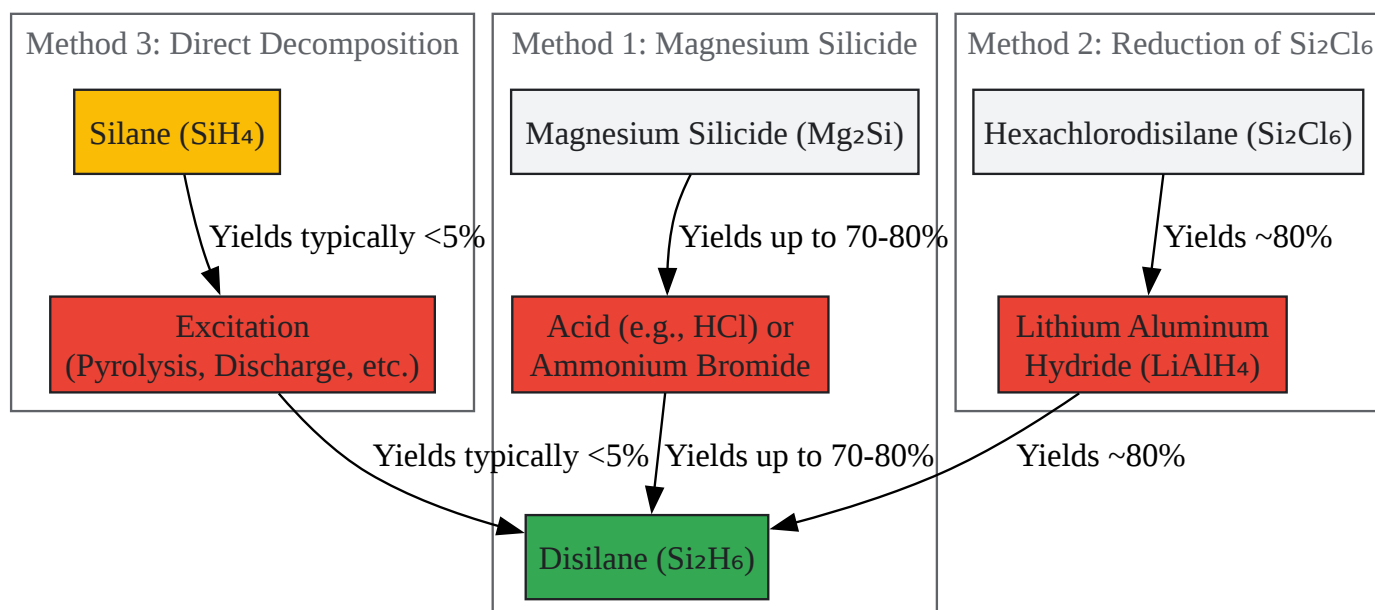 Method 3: Direct Decomposition
Method 1: Magnesium Silicide
Method 2: Reduction of Si₂Cl₆
Silane (SiH₄)
Magnesium Silicide (Mg₂Si)
Hexachlorodisilane (Si₂Cl₆)
Yields typically <5%
Yields up to 70-80%
Yields ~80%
Excitation
(Pyrolysis, Discharge, etc.)
Acid (e.g., HCl) or
Ammonium Bromide
Lithium Aluminum
Hydride (LiAlH₄)
Yields typically <5%
Yields up to 70-80%
Yields ~80%
Disilane (Si₂H₆)